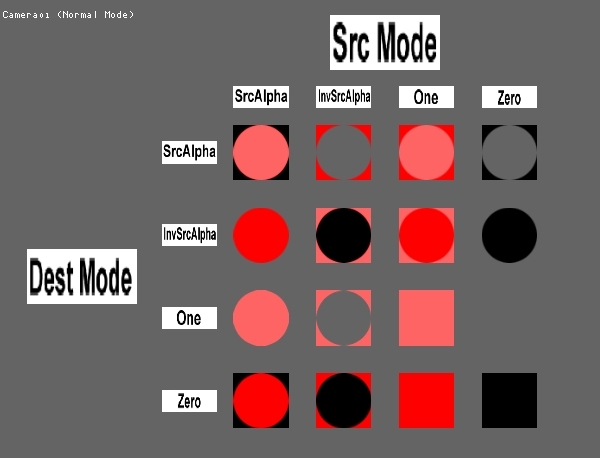 Camera01 (Normal Mode)
Src Mode
SrcAlpha InvSrcAlpha One Zero
SrcAlpha
InvSrcAlpha
Dest Mode
One
Zero